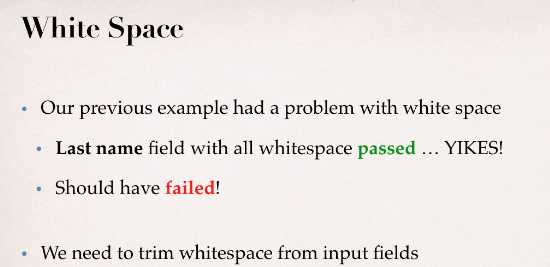 White Space
• Our previous example had a problem with white space
• Last name field with all whitespace passed … YIKES!
• Should have failed!
• We need to trim whitespace from input fields